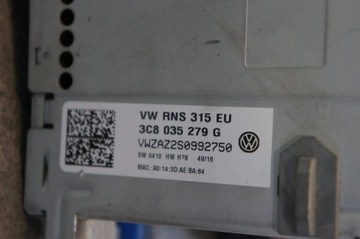 VW RNS 315 EU
3C8 035 279 G
VWZAZ2S0992750
SW 0410 HW H78 49/16
MAC: A0:14:3D:AE:BA:64